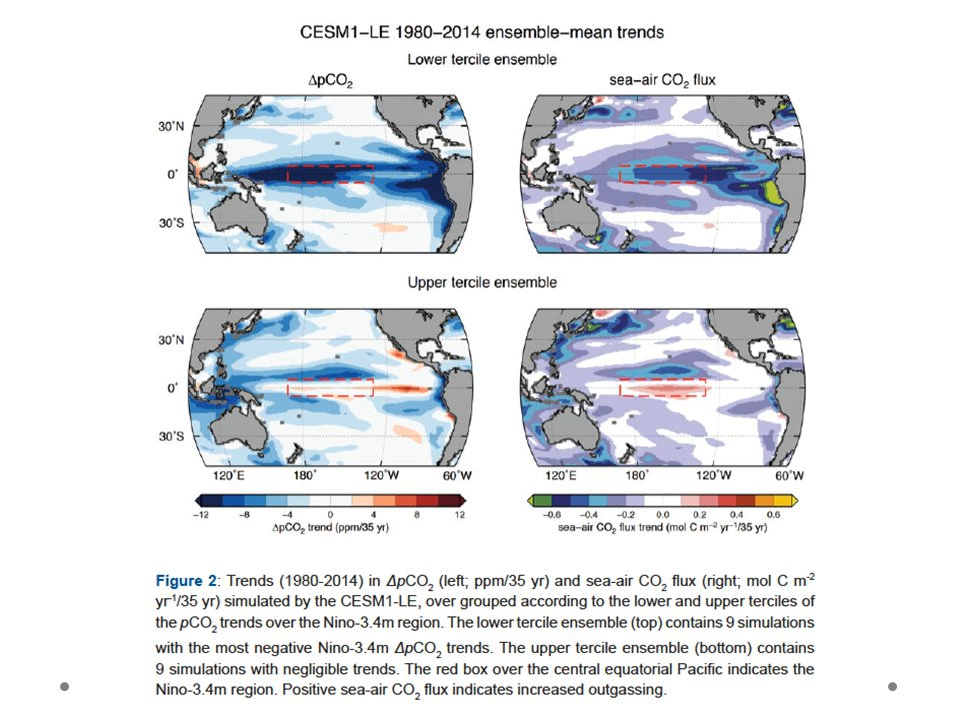 CESM1−LE 1980−2014 ensemble−mean trends
Lower tercile ensemble
ΔpCO₂
sea−air CO₂ flux
30˚N
0˚
30˚S
Upper tercile ensemble
30˚N
0˚
30˚S
120˚E 180˚ 120˚W 60˚W
120˚E 180˚ 120˚W 60˚W
−12 −8 −4 0 4 8 12
ΔpCO₂ trend (ppm/35 yr)
−0.6 −0.4 −0.2 0.0 0.2 0.4 0.6
sea−air CO₂ flux trend (mol C m⁻² yr⁻¹/35 yr)
Figure 2: Trends (1980-2014) in ΔpCO₂ (left; ppm/35 yr) and sea-air CO₂ flux (right; mol C m⁻²
yr⁻¹/35 yr) simulated by the CESM1-LE, over grouped according to the lower and upper terciles of
the pCO₂ trends over the Nino-3.4m region. The lower tercile ensemble (top) contains 9 simulations
with the most negative Nino-3.4m ΔpCO₂ trends. The upper tercile ensemble (bottom) contains
9 simulations with negligible trends. The red box over the central equatorial Pacific indicates the
Nino-3.4m region. Positive sea-air CO₂ flux indicates increased outgassing.